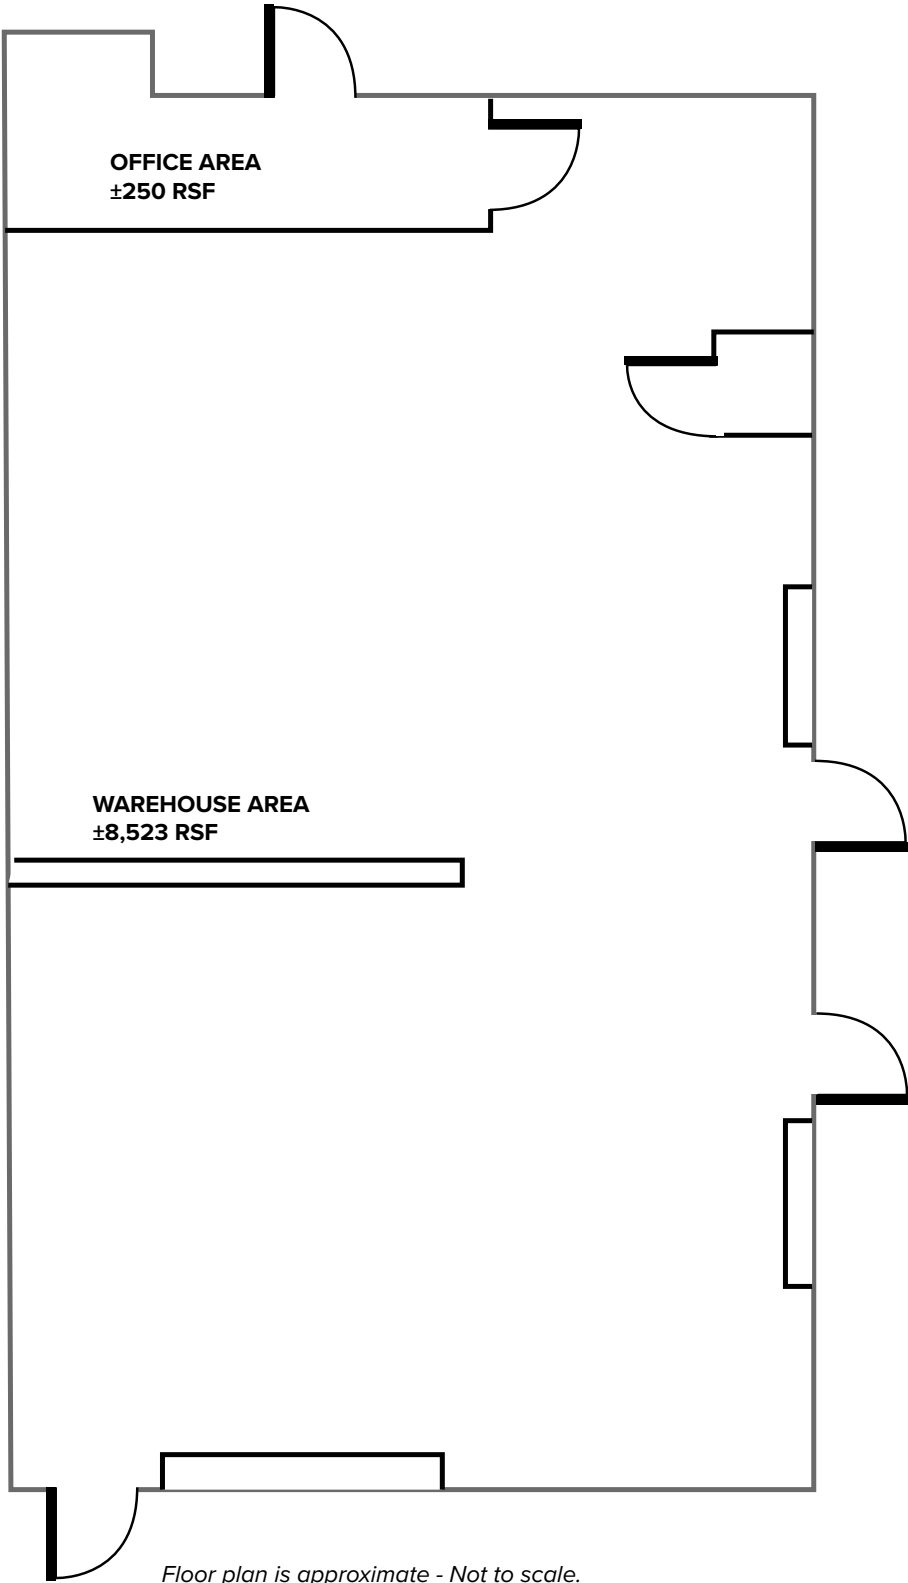 OFFICE AREA
±250 RSF
WAREHOUSE AREA
±8,523 RSF
Floor plan is approximate - Not to scale.